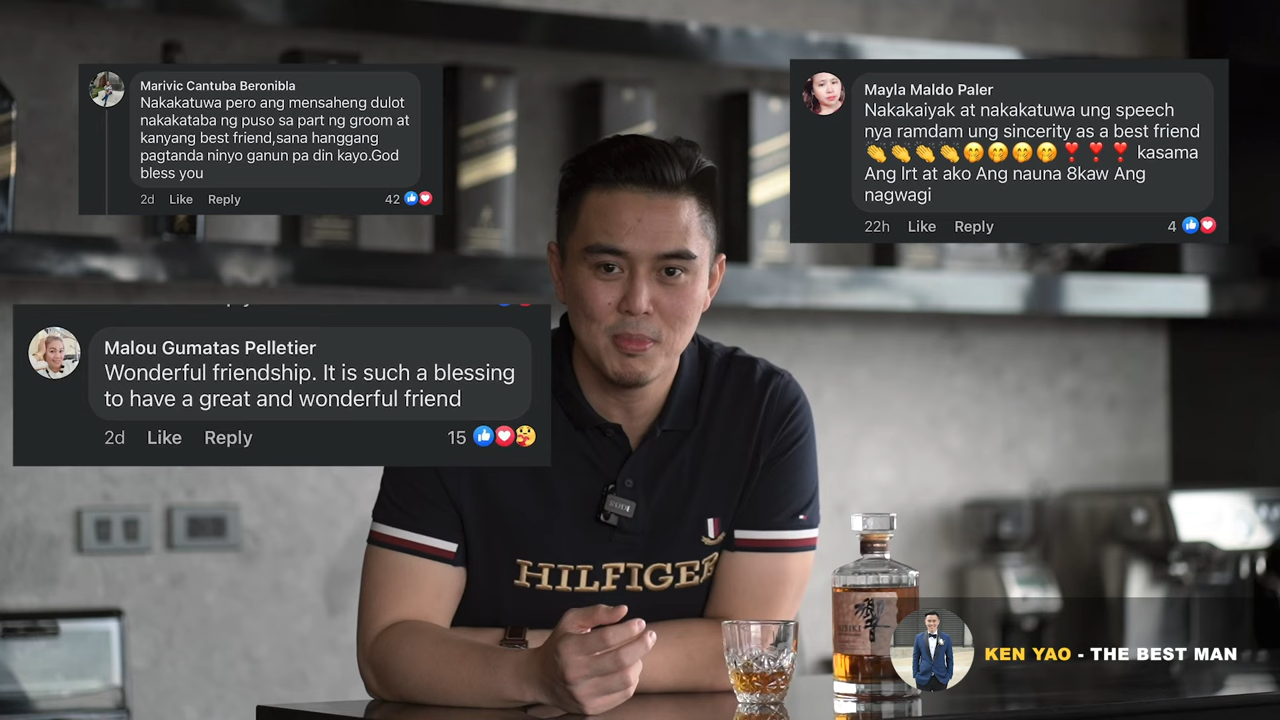 Marivic Cantuba Beronibla
Nakakatuwa pero ang mensaheng dulot
nakakataba ng puso sa part ng groom at
kanyang best friend,sana hanggang
pagtanda ninyo ganun pa din kayo.God
bless you
2d Like Reply 42
Mayla Maldo Paler
Nakakaiyak at nakakatuwa ung speech
nya ramdam ung sincerity as a best friend
👏👏👏👏🤭🤭🤭🤭❣️❣️❣️ kasama
Ang lrt at ako Ang nauna 8kaw Ang
nagwagi
22h Like Reply 4
Malou Gumatas Pelletier
Wonderful friendship. It is such a blessing
to have a great and wonderful friend
2d Like Reply 15
HILFIGER
響
KEN YAO - THE BEST MAN